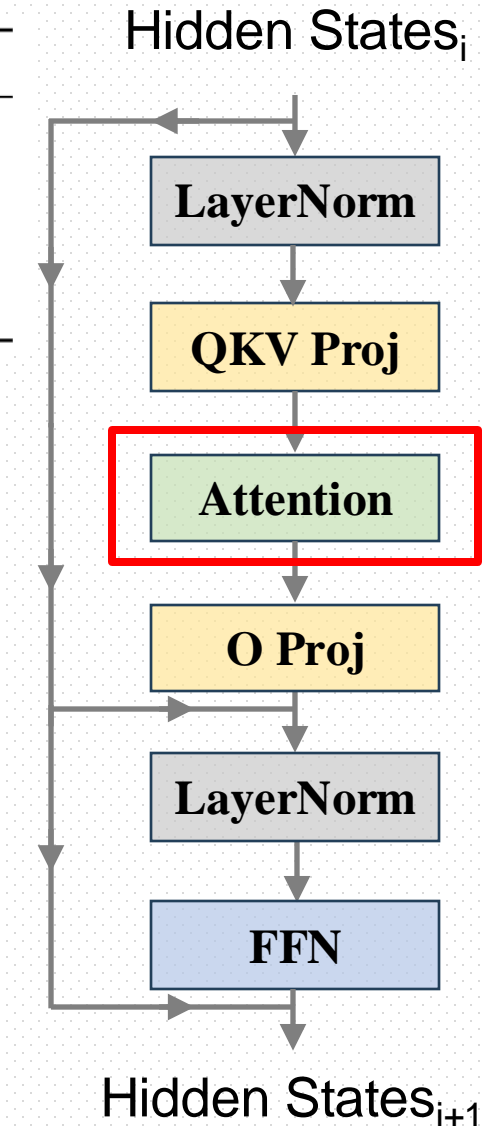 Hidden Statesᵢ
LayerNorm
QKV Proj
Attention
O Proj
LayerNorm
FFN
Hidden Statesᵢ₊₁